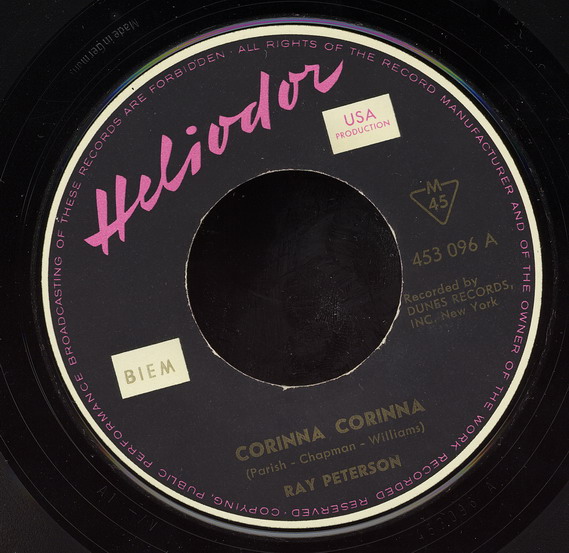 Made in Germany
ALL RIGHTS OF THE RECORD MANUFACTURER AND OF THE OWNER OF THE WORK RECORDED RESERVED · COPYING, PUBLIC PERFORMANCE BROADCASTING OF THESE RECORDS ARE FORBIDDEN ·
Heliodor
USA
PRODUCTION
M
45
453 096 A
Recorded by
DUNES RECORDS,
INC. New York
BIEM
CORINNA CORINNA
(Parish - Chapman - Williams)
RAY PETERSON